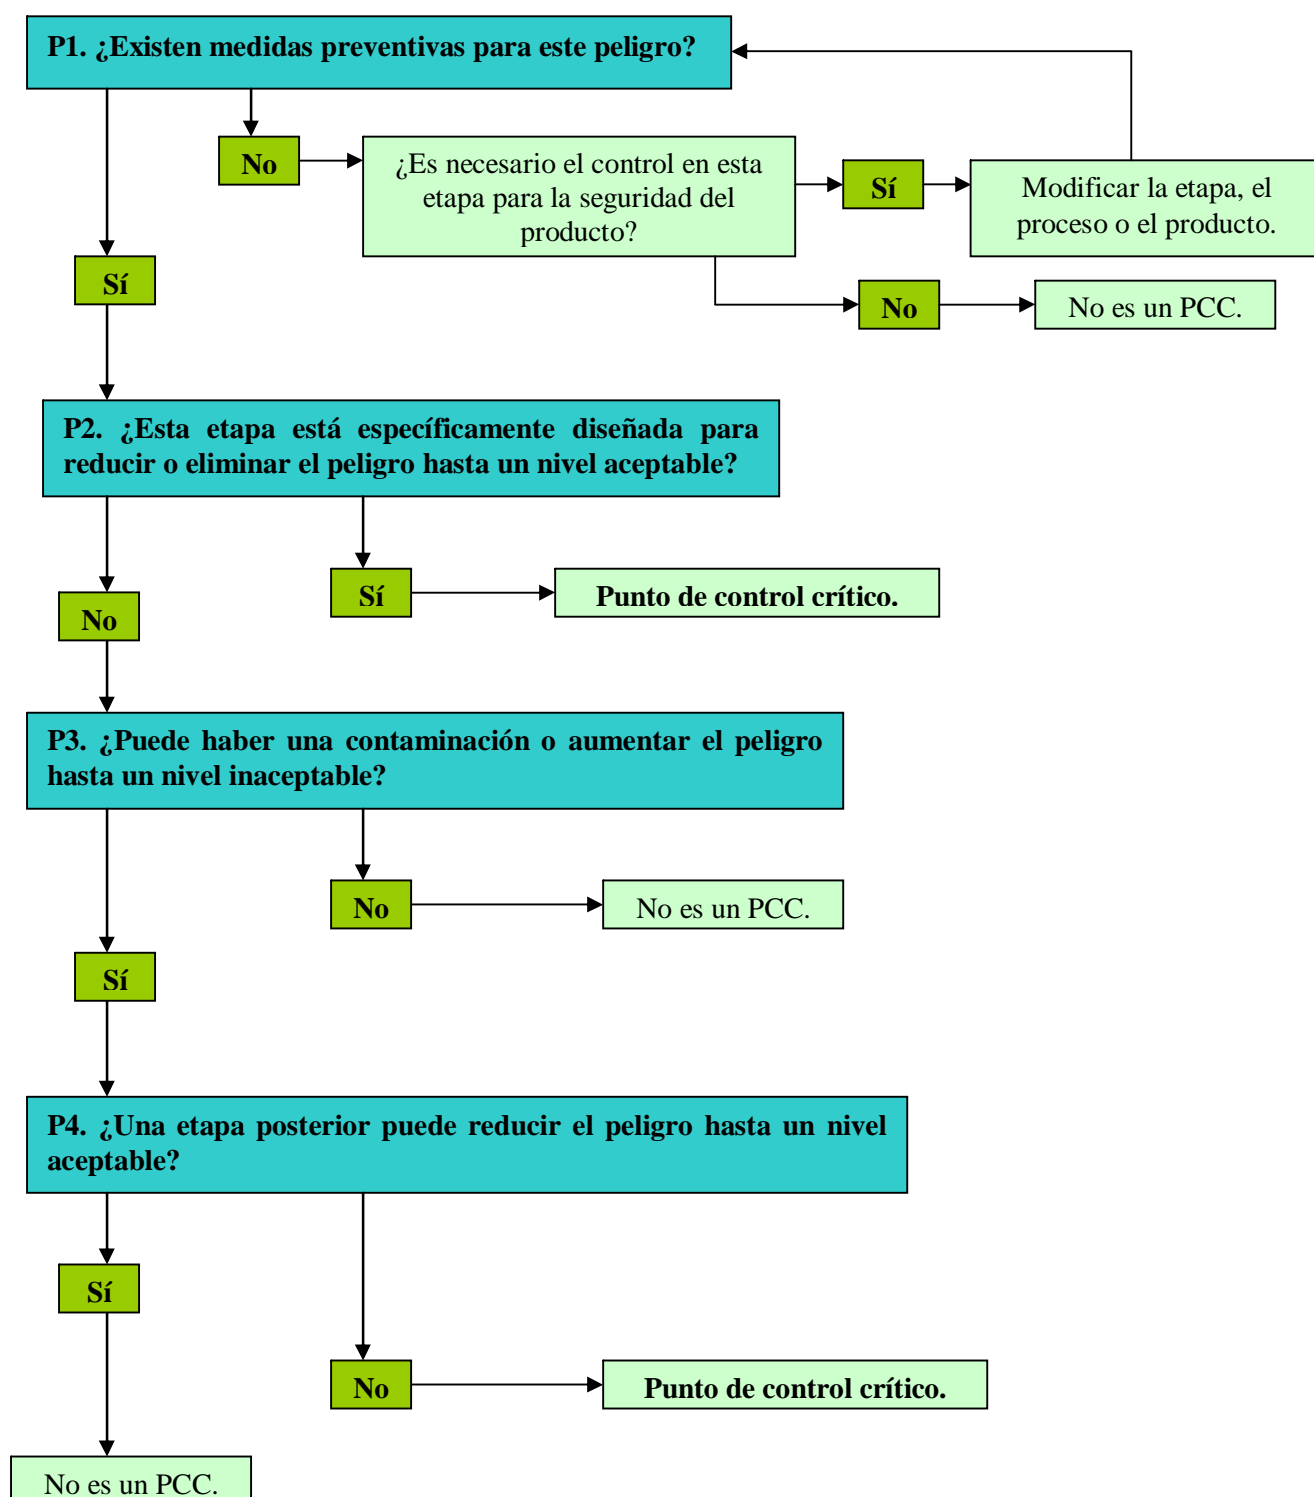 P1. ¿Existen medidas preventivas para este peligro?
No
¿Es necesario el control en esta
etapa para la seguridad del
producto?
Sí
Modificar la etapa, el
proceso o el producto.
Sí
No
No es un PCC.
P2. ¿Esta etapa está específicamente diseñada para
reducir o eliminar el peligro hasta un nivel aceptable?
Sí
Punto de control crítico.
No
P3. ¿Puede haber una contaminación o aumentar el peligro
hasta un nivel inaceptable?
No
No es un PCC.
Sí
P4. ¿Una etapa posterior puede reducir el peligro hasta un nivel
aceptable?
Sí
No
Punto de control crítico.
No es un PCC.